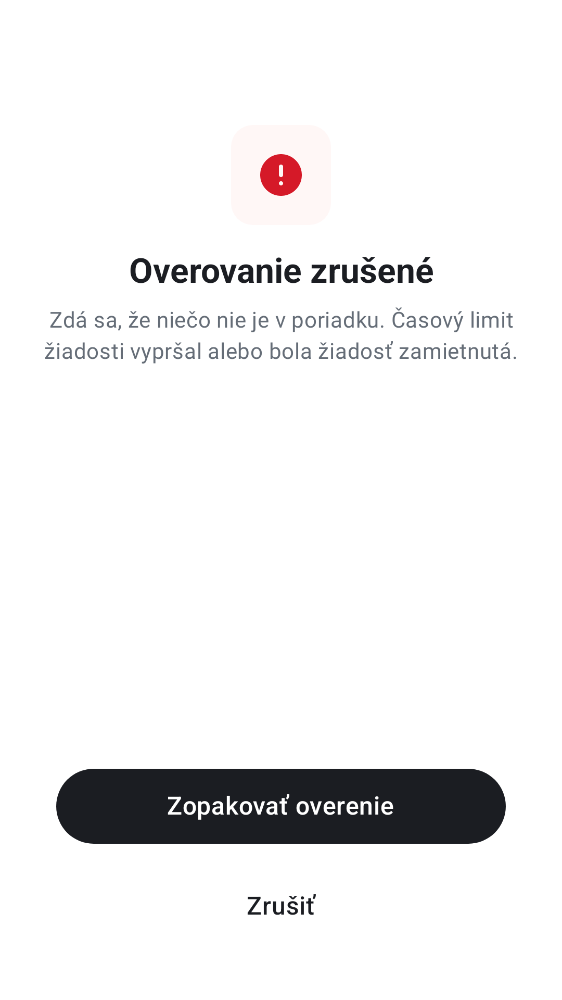 Overovanie zrušené
Zdá sa, že niečo nie je v poriadku. Časový limit
žiadosti vypršal alebo bola žiadosť zamietnutá.
Zopakovať overenie
Zrušiť